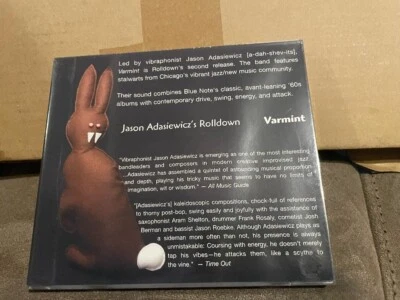 Led by vibraphonist Jason Adasiewicz [a-dah-shev-its],
Varmint is Rolldown's second release. The band features
stalwarts from Chicago's vibrant jazz/new music community.
Their sound combines Blue Note's classic, avant-leaning '60s
albums with contemporary drive, swing, energy, and attack.
Jason Adasiewicz's Rolldown Varmint
"Vibraphonist Jason Adasiewicz is emerging as one of the most interesting
bandleaders and composers in modern creative improvised jazz.
...Adasiewicz has assembled a quintet of astounding musical proportion
and depth, playing his tricky music that seems to have no limits of
imagination, wit or wisdom." — All Music Guide
"[Adasiewicz's] kaleidoscopic compositions, chock-full of references
to thorny post-bop, swing easily and joyfully with the assistance of
saxophonist Aram Shelton, drummer Frank Rosaly, cornetist Josh
Berman and bassist Jason Roebke. Although Adasiewicz plays as
a sideman more often than not, his presence is always
unmistakable: Coursing with energy, he doesn't merely
tap his vibes—he attacks them, like a scythe to
the vine." — Time Out